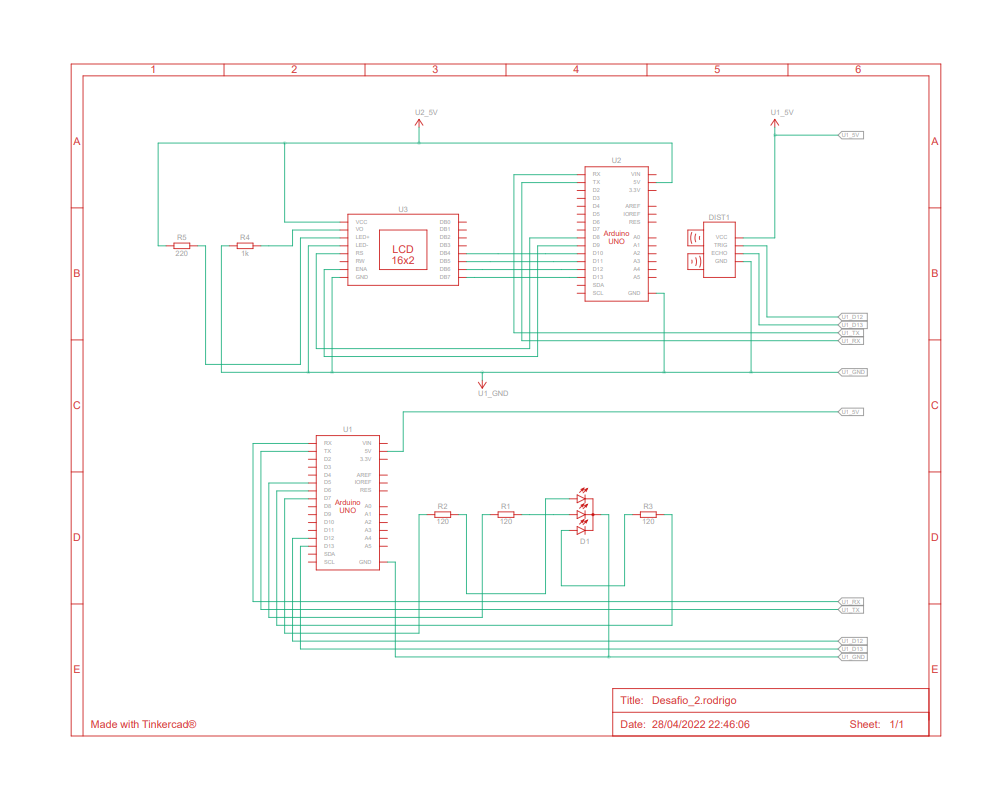 1 2 3 4 5 6
A A
U2_5V U1_5V
U1_5V
U2
RX VIN
TX 5V
D2 3.3V
D3
D4 AREF
D5 IOREF
D6 RES
D7
D8 A0
D9 A1
D10 A2
D11 A3
D12 A4
D13 A5
SDA
SCL GND
Arduino
UNO
U3
VCC DB0
VO DB1
LED+ DB2
LED- DB3
RS DB4
RW DB5
ENA DB6
GND DB7
LCD
16x2
R5
220
R4
1k
DIST1
VCC
TRIG
ECHO
GND
B B
U1_D12
U1_D13
U1_TX
U1_RX
U1_GND
U1_GND
C C
U1_5V
U1
RX VIN
TX 5V
D2 3.3V
D3
D4 AREF
D5 IOREF
D6 RES
D7
D8 A0
D9 A1
D10 A2
D11 A3
D12 A4
D13 A5
SDA
SCL GND
Arduino
UNO
R2
120
R1
120
D1
R3
120
D D
U1_RX
U1_TX
U1_D12
U1_D13
U1_GND
E E
Title: Desafio_2.rodrigo
Made with Tinkercad®
Date: 28/04/2022 22:46:06 Sheet: 1/1